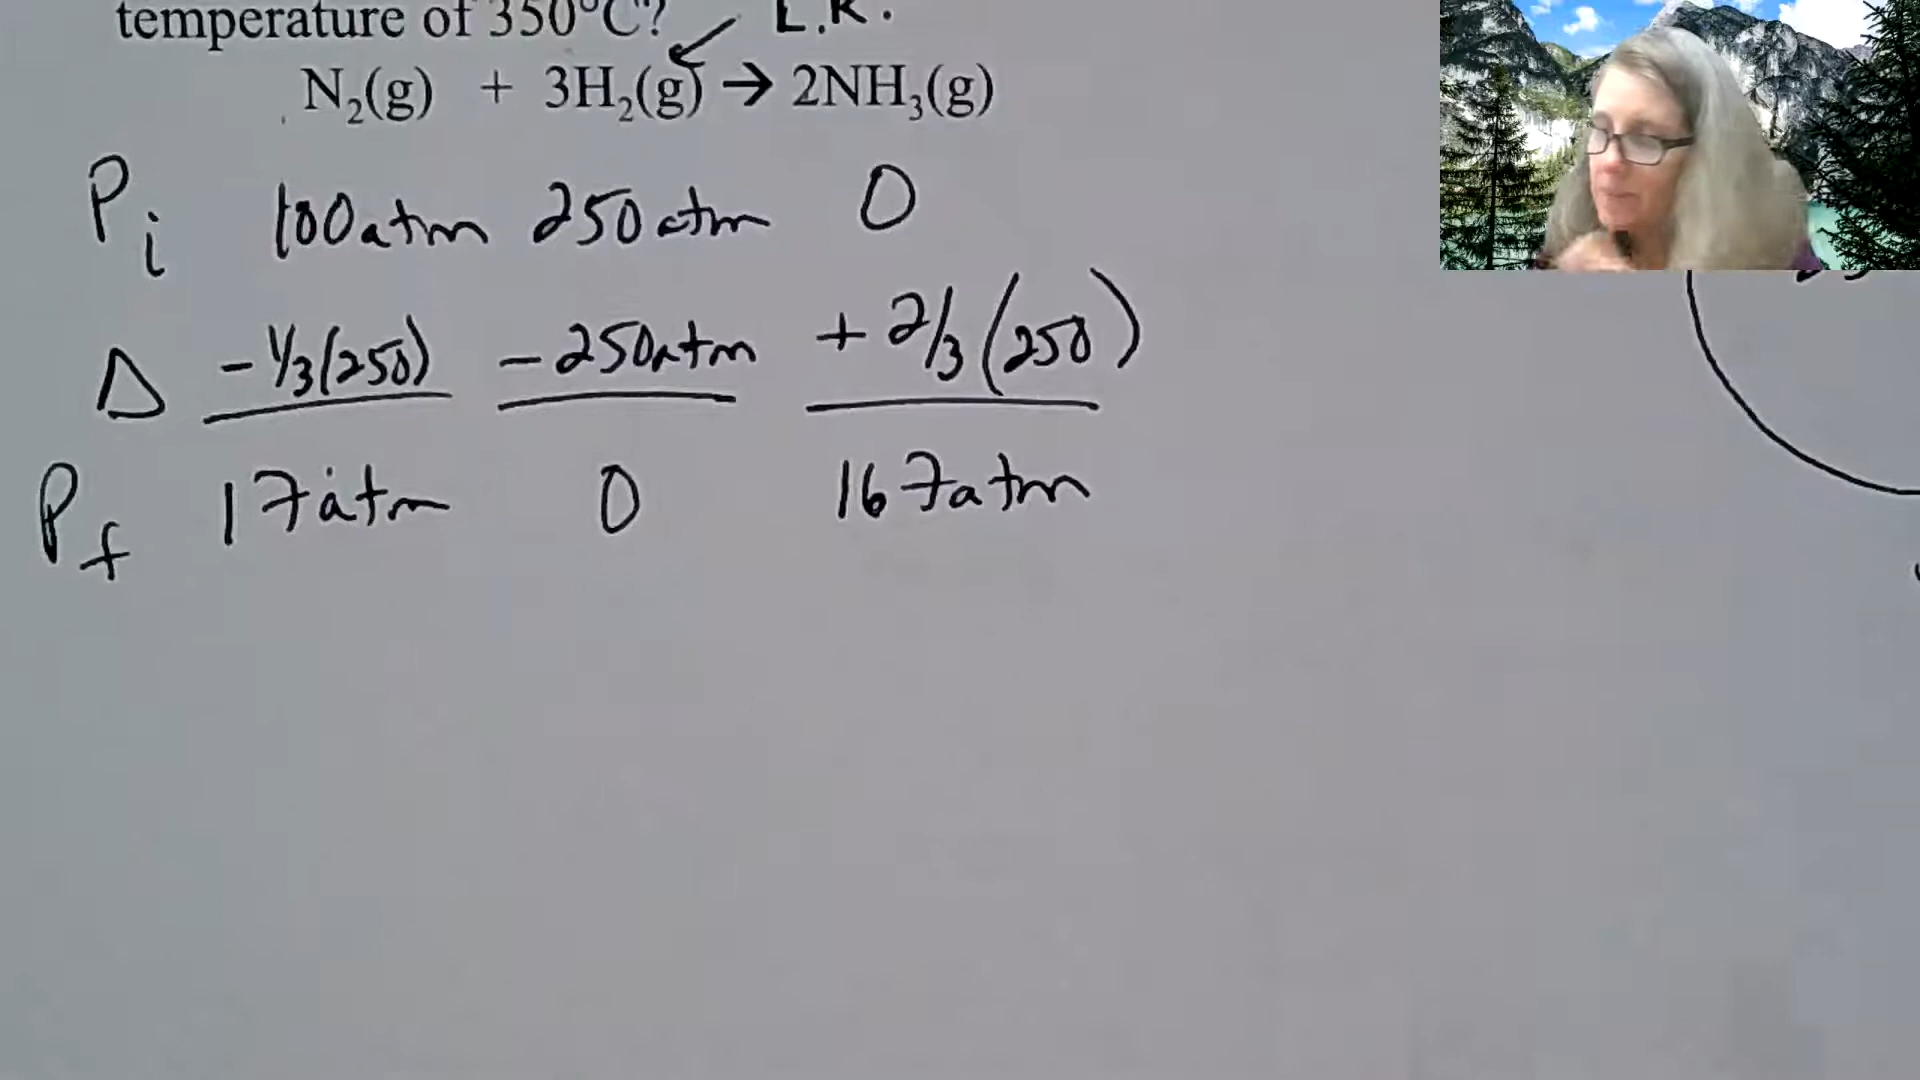 temperature of 350°C? L.R.
N₂(g) + 3H₂(g) → 2NH₃(g)
Pᵢ 100atm 250atm 0
Δ -1/3(250) -250atm +2/3(250)
P_f 17atm 0 167atm